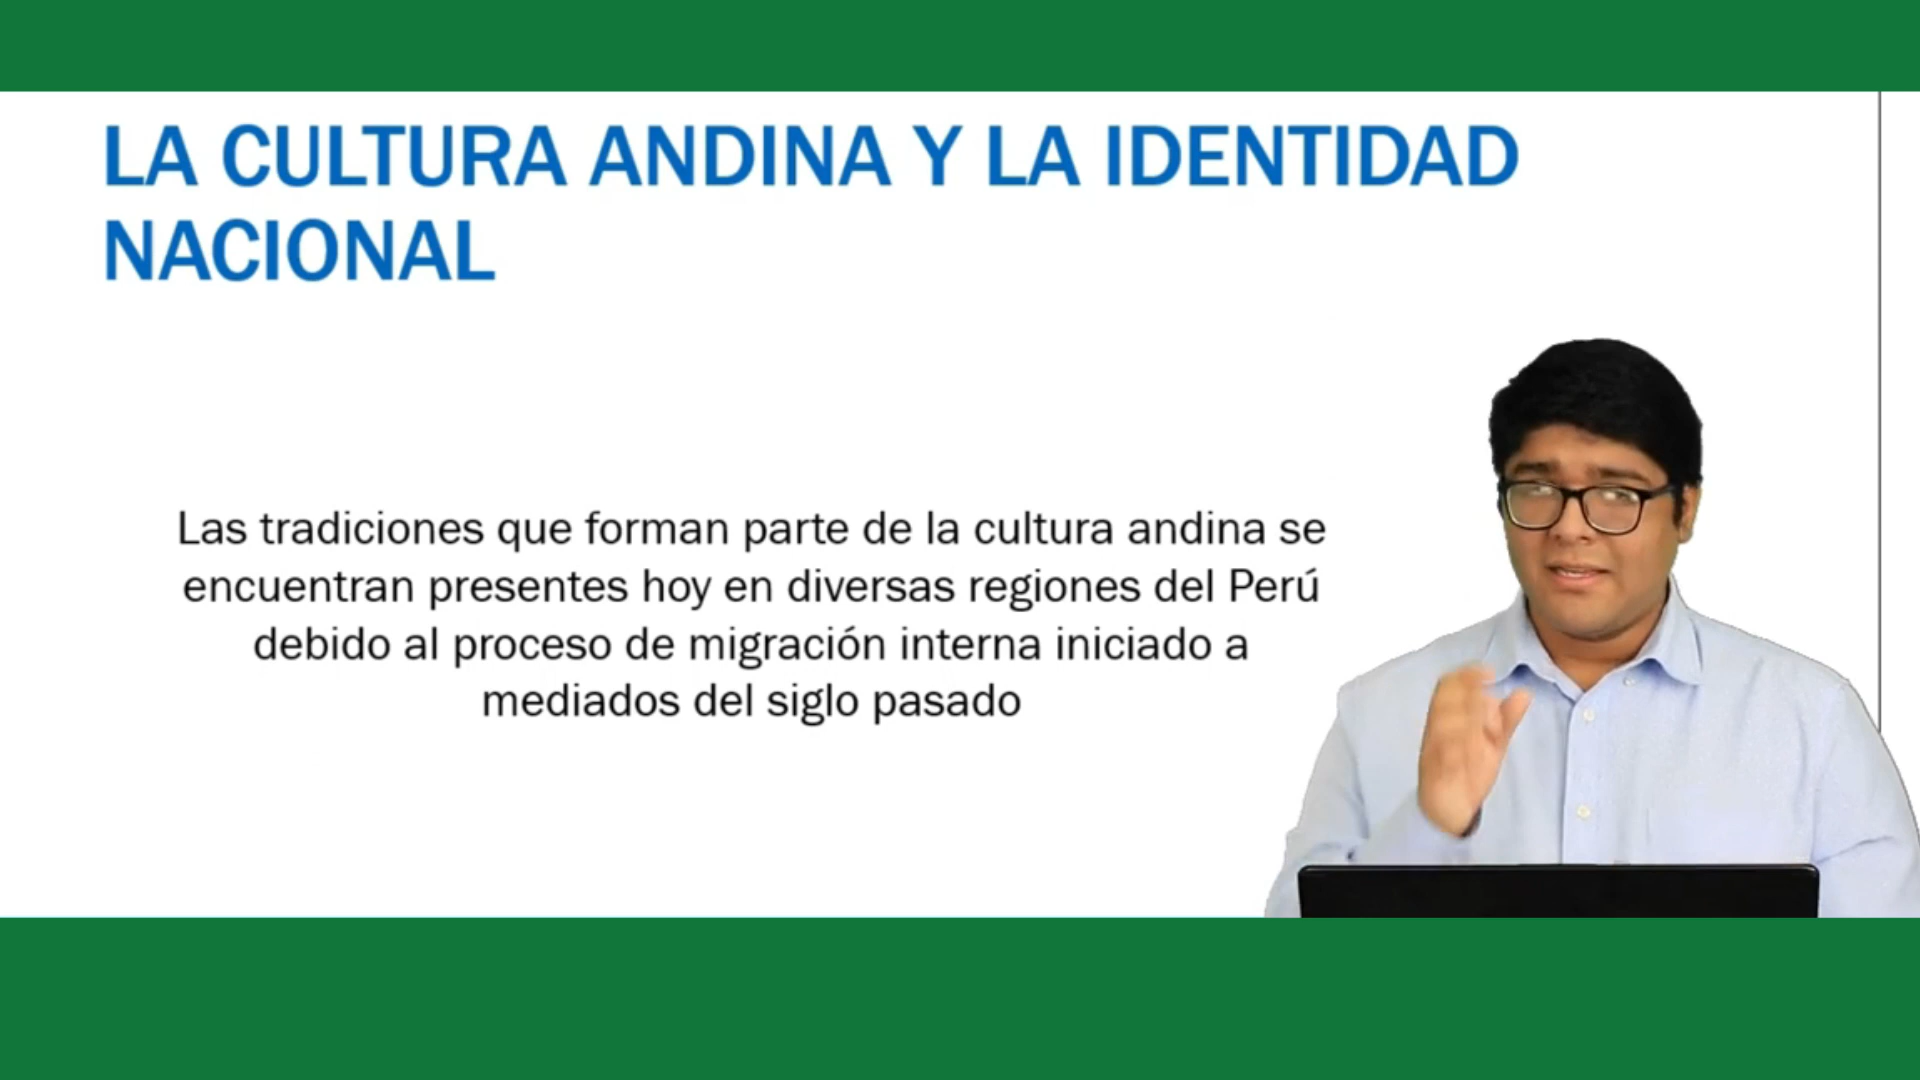 LA CULTURA ANDINA Y LA IDENTIDAD
NACIONAL
Las tradiciones que forman parte de la cultura andina se
encuentran presentes hoy en diversas regiones del Perú
debido al proceso de migración interna iniciado a
mediados del siglo pasado